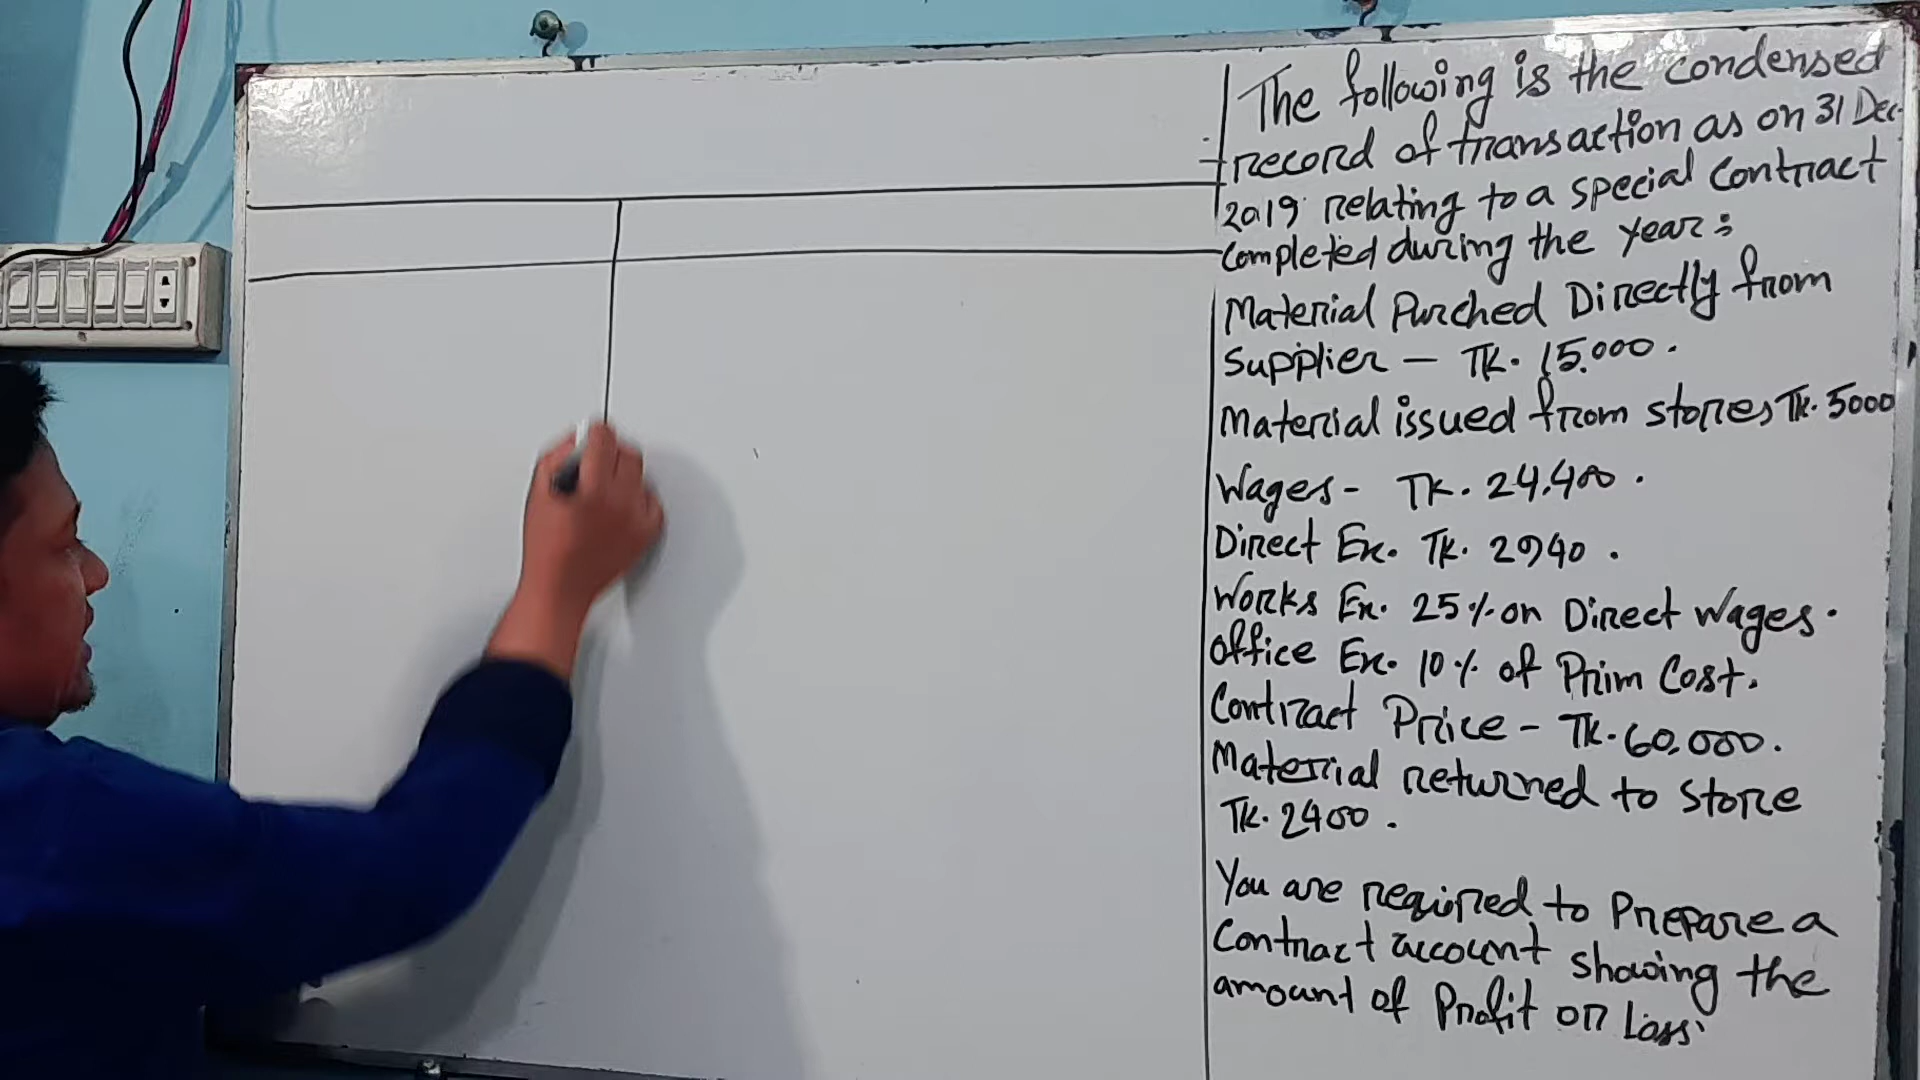 The following is the condensed
record of transaction as on 31 Dec.
2019 relating to a special contract
completed during the year:
Material Purched Directly from
Supplier - TK. 15.000.
Material issued from stores TK. 5000
Wages - TK. 24,400.
Direct Ex. TK. 2940.
Works Ex. 25% on Direct Wages.
office Ex. 10% of Prim Cost.
Contract Price - TK. 60,000.
Material returned to store
TK. 2400.
You are required to Prepare a
Contract account showing the
amount of Profit or Loss